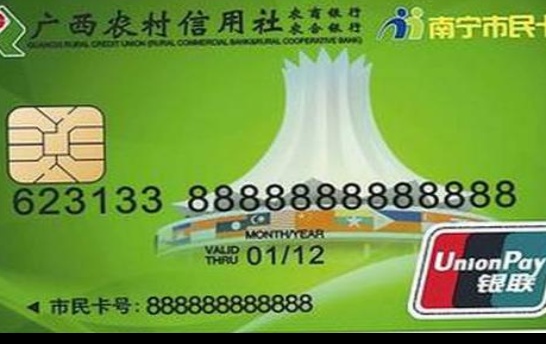 广西农村信用社 农商银行 农合银行
GUANGXI RURAL CREDIT UNION (RURAL COMMERCIAL BANK&RURAL COOPERATIVE BANK)
南宁市民卡
623133 8888888888888
MONTH/YEAR
VALID THRU 01/12
市民卡号: 888888888888
UnionPay
银联